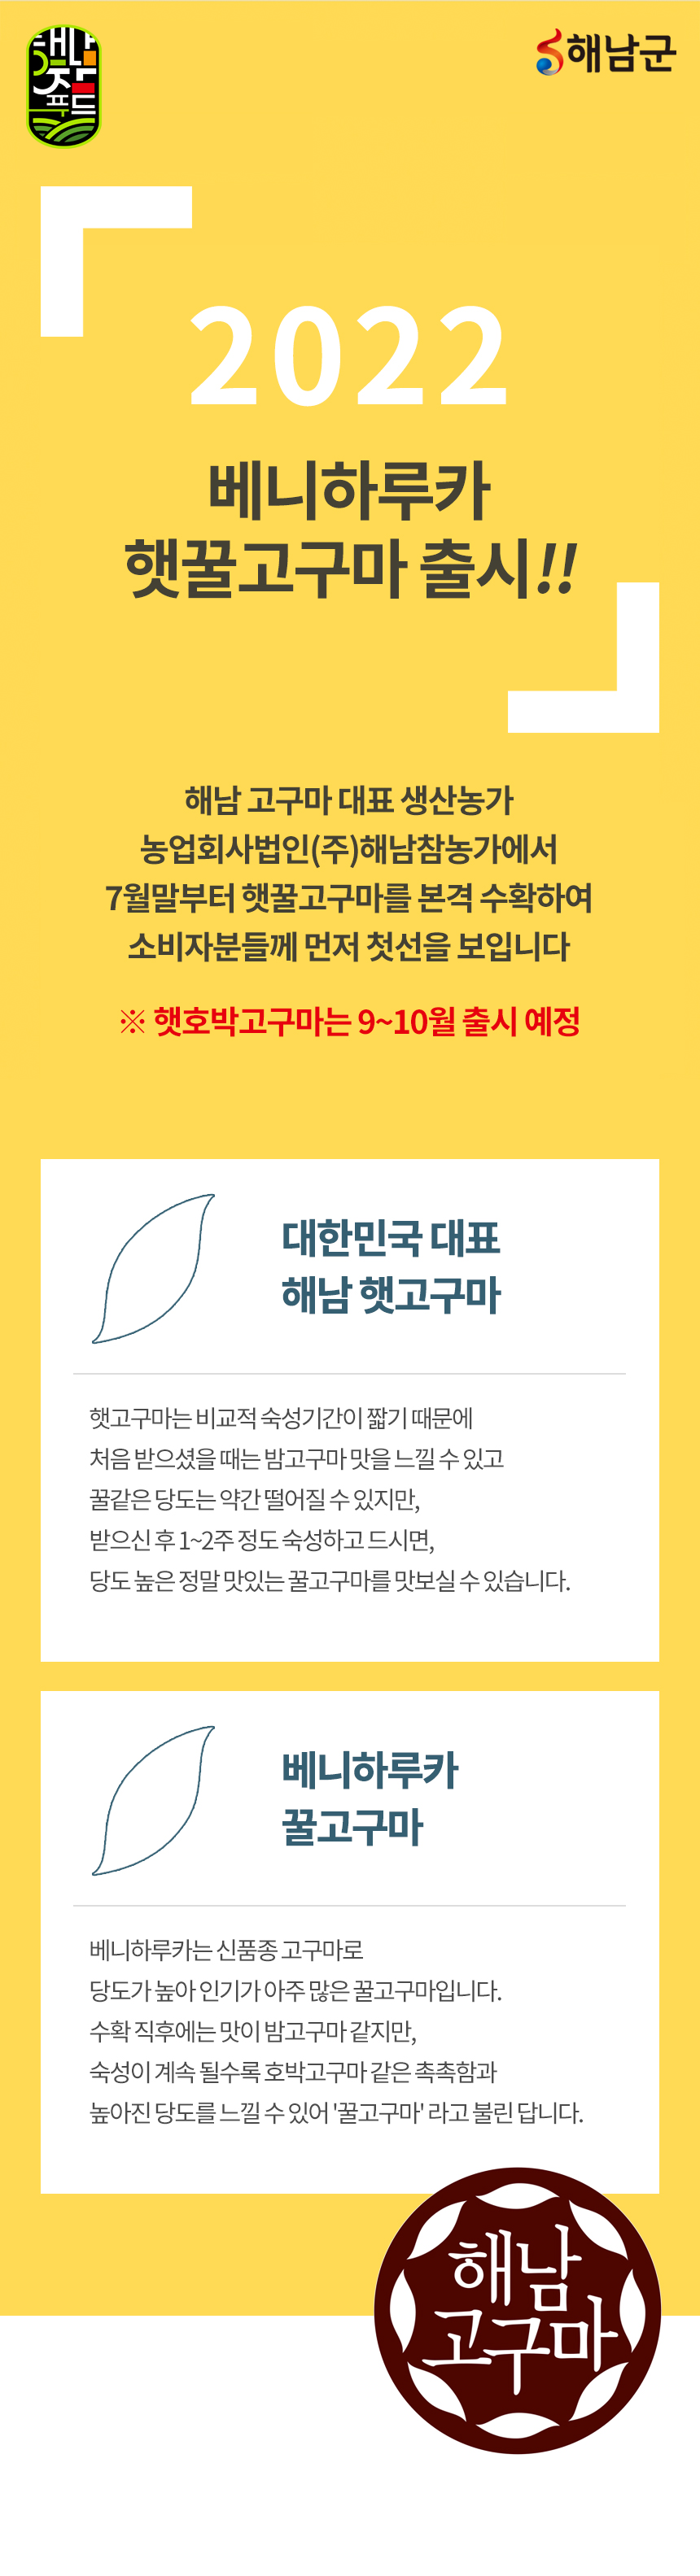 해남
푸드
해남군
2022
베니하루카
햇꿀고구마 출시!!
해남 고구마 대표 생산농가
농업회사법인(주)해남참농가에서
7월말부터 햇꿀고구마를 본격 수확하여
소비자분들께 먼저 첫선을 보입니다
※ 햇호박고구마는 9~10월 출시 예정
대한민국 대표
해남 햇고구마
햇고구마는 비교적 숙성기간이 짧기 때문에
처음 받으셨을 때는 밤고구마 맛을 느낄 수 있고
꿀같은 당도는 약간 떨어질 수 있지만,
받으신 후 1~2주 정도 숙성하고 드시면,
당도 높은 정말 맛있는 꿀고구마를 맛보실 수 있습니다.
베니하루카
꿀고구마
베니하루카는 신품종 고구마로
당도가 높아 인기가 아주 많은 꿀고구마입니다.
수확 직후에는 맛이 밤고구마 같지만,
숙성이 계속 될수록 호박고구마 같은 촉촉함과
높아진 당도를 느낄 수 있어 '꿀고구마' 라고 불린 답니다.
해남
고구마